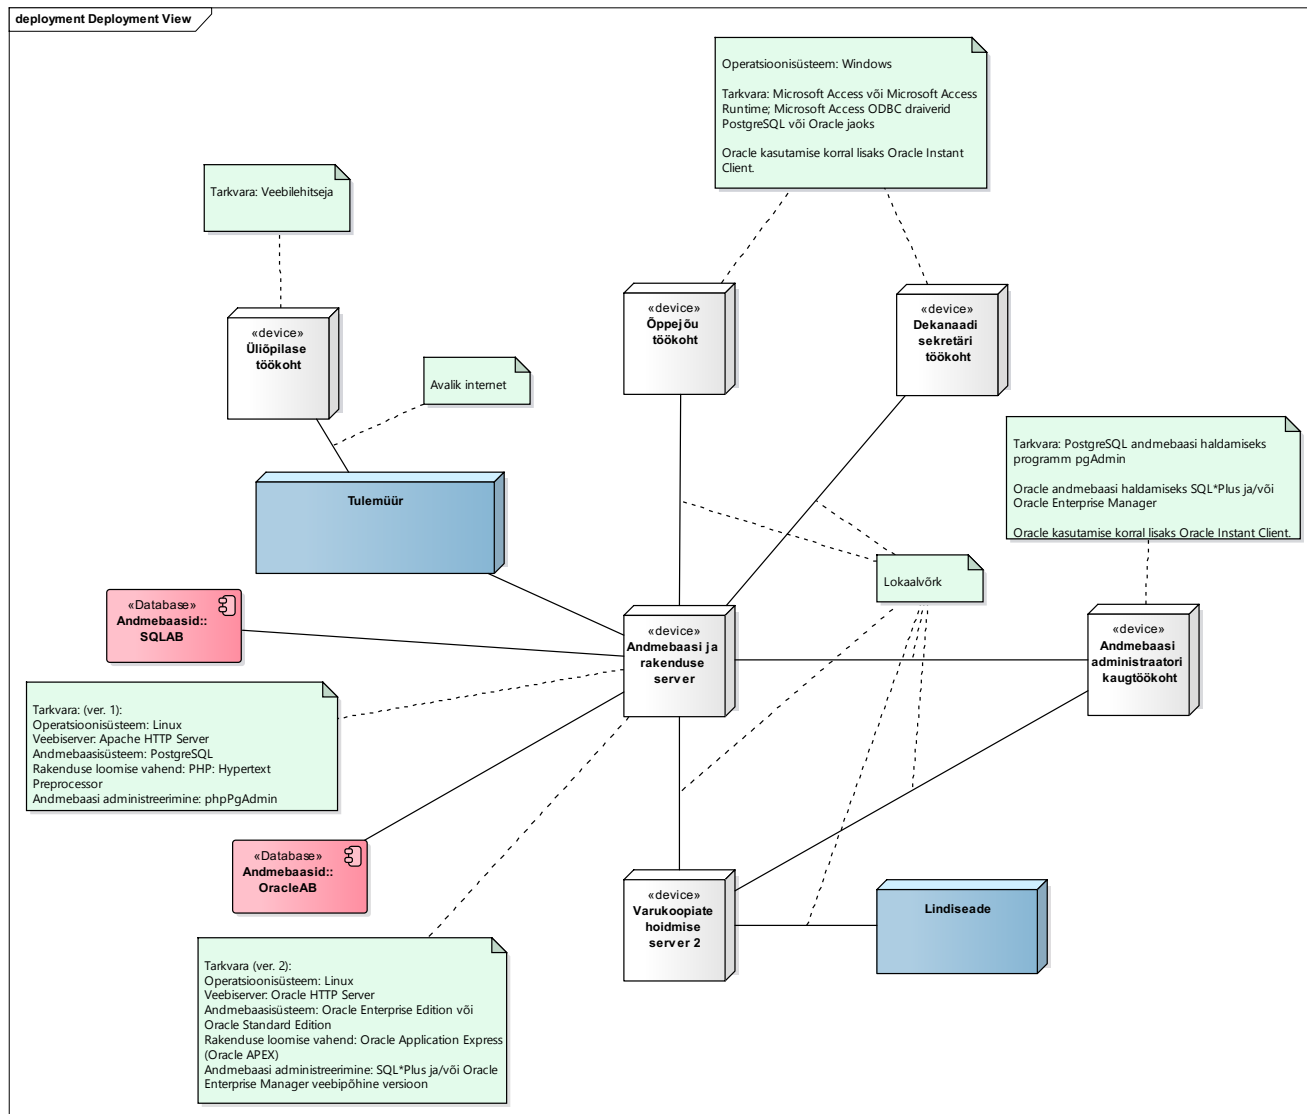 deployment Deployment View
Operatsioonisüsteem: Windows
Tarkvara: Microsoft Access või Microsoft Access
Runtime; Microsoft Access ODBC draiverid
PostgreSQL või Oracle jaoks
Oracle kasutamise korral lisaks Oracle Instant
Client.
Tarkvara: Veebilehitseja
«device»
Üliõpilase
töökoht
«device»
Õppejõu
töökoht
«device»
Dekanaadi
sekretäri
töökoht
Avalik internet
Tarkvara: PostgreSQL andmebaasi haldamiseks
programm pgAdmin
Oracle andmebaasi haldamiseks SQL*Plus ja/või
Oracle Enterprise Manager
Oracle kasutamise korral lisaks Oracle Instant Client.
Tulemüür
Lokaalvõrk
«Database»
Andmebaasid::
SQLAB
«device»
Andmebaasi ja
rakenduse
server
«device»
Andmebaasi
administraatori
kaugtöökoht
Tarkvara: (ver. 1):
Operatsioonisüsteem: Linux
Veebiserver: Apache HTTP Server
Andmebaasisüsteem: PostgreSQL
Rakenduse loomise vahend: PHP: Hypertext
Preprocessor
Andmebaasi administreerimine: phpPgAdmin
«Database»
Andmebaasid::
OracleAB
«device»
Varukoopiate
hoidmise
server 2
Lindiseade
Tarkvara (ver. 2):
Operatsioonisüsteem: Linux
Veebiserver: Oracle HTTP Server
Andmebaasisüsteem: Oracle Enterprise Edition või
Oracle Standard Edition
Rakenduse loomise vahend: Oracle Application Express
(Oracle APEX)
Andmebaasi administreerimine: SQL*Plus ja/või Oracle
Enterprise Manager veebipõhine versioon